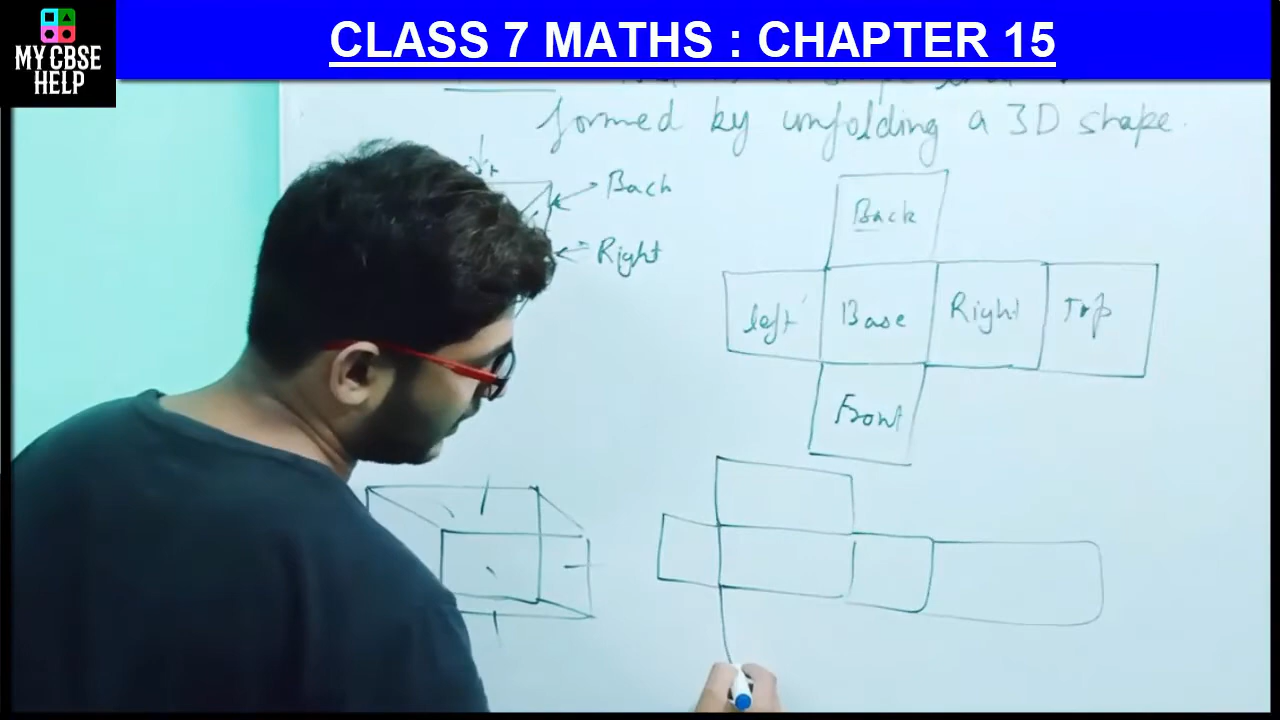 MY CBSE
HELP
CLASS 7 MATHS : CHAPTER 15
formed by unfolding a 3D shape.
Bach
Right
Back
left
Base
Right
Top
Front